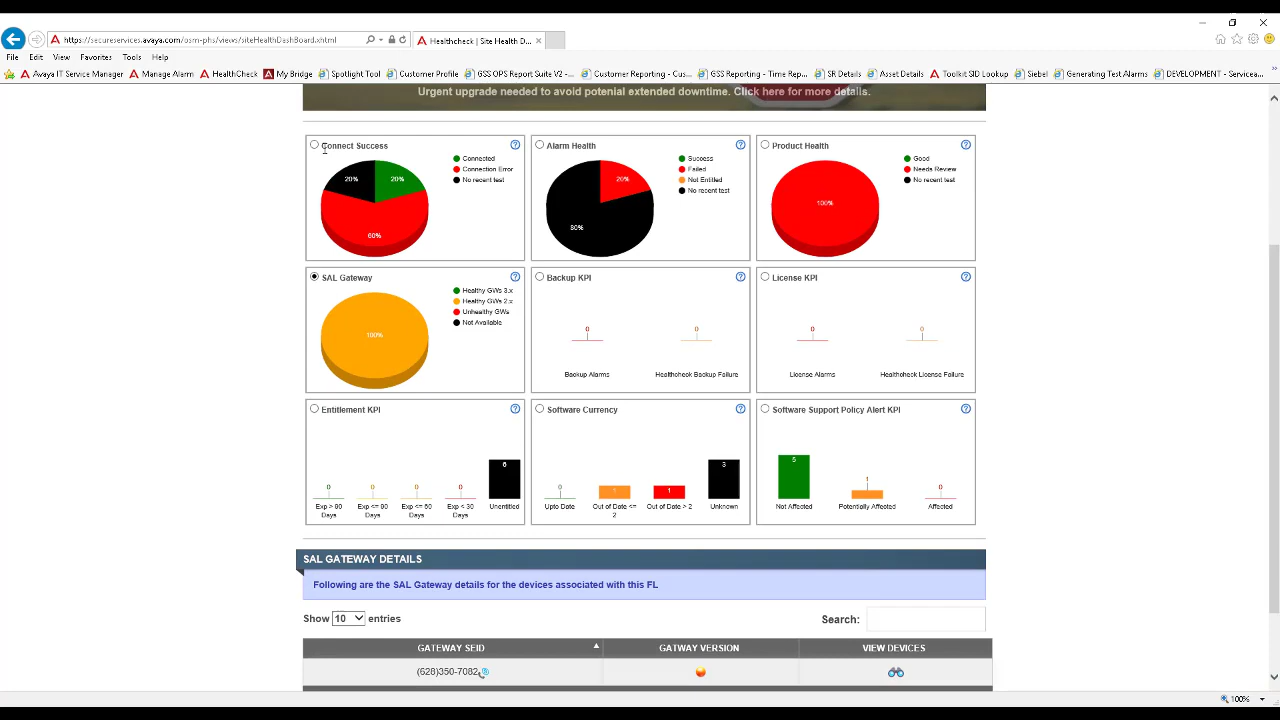 https://secureservices.avaya.com/osm-phs/views/siteHealthDashBoard.xhtml
Healthcheck | Site Health D...
File Edit View Favorites Tools Help
Avaya IT Service Manager Manage Alarm HealthCheck My Bridge Spotlight Tool Customer Profile GSS OPS Report Suite V2 -... Customer Reporting - Cus... GSS Reporting - Time Rep... SR Details Asset Details Toolkit SID Lookup Siebel Generating Test Alarms DEVELOPMENT - Servicea...
Urgent upgrade needed to avoid potenial extended downtime. Click here for more details.
Connect Success
Connected
Connection Error
No recent test
20%
20%
60%
Alarm Health
Success
Failed
Not Entitled
No recent test
20%
80%
Product Health
Good
Needs Review
No recent test
100%
SAL Gateway
Healthy GWs 3.x
Healthy GWs 2.x
Unhealthy GWs
Not Available
100%
Backup KPI
0
0
Backup Alarms
Healthcheck Backup Failure
License KPI
0
0
License Alarms
Healthcheck License Failure
Entitlement KPI
0
0
0
0
6
Exp > 90 Days
Exp <= 90 Days
Exp <= 60 Days
Exp < 30 Days
Unentitled
Software Currency
0
1
1
3
Upto Date
Out of Date <= 2
Out of Date > 2
Unknown
Software Support Policy Alert KPI
5
1
0
Not Affected
Potentially Affected
Affected
SAL GATEWAY DETAILS
Following are the SAL Gateway details for the devices associated with this FL
Show 10 entries
Search:
GATEWAY SEID GATWAY VERSION VIEW DEVICES
(628)350-7082
100%